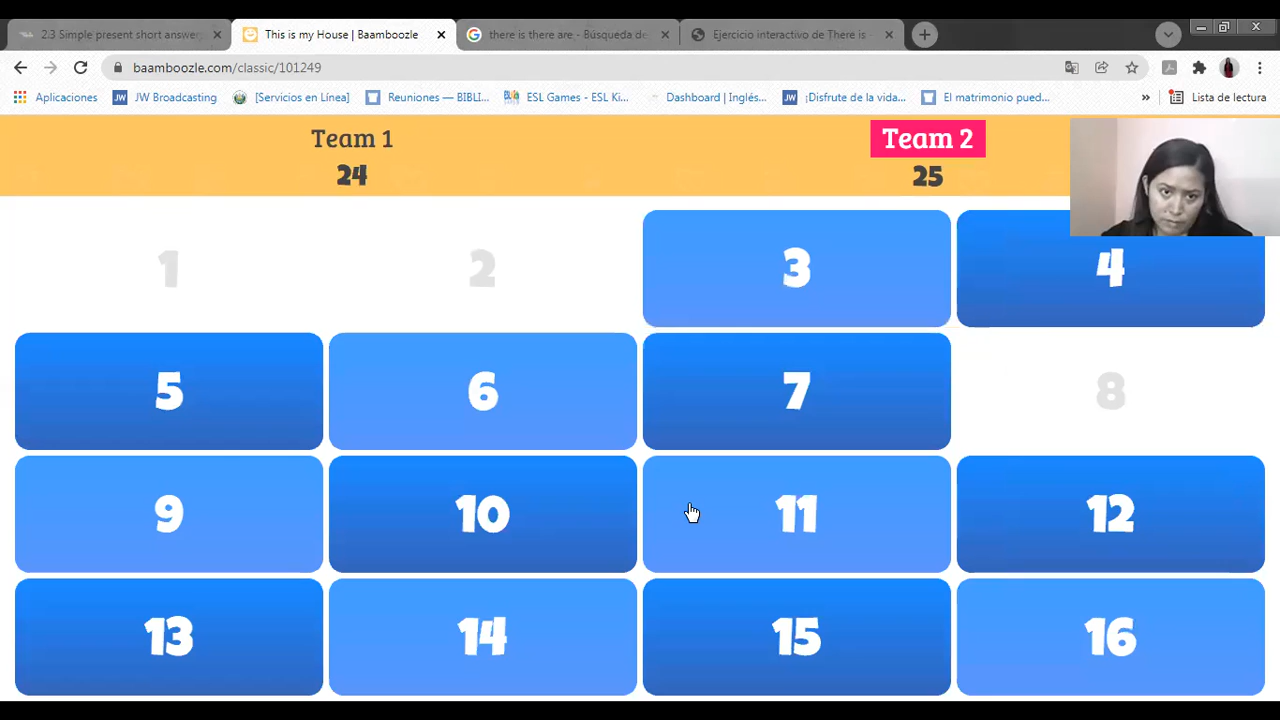 2.3 Simple present short answe
This is my House | Baamboozle
there is there are - Búsqueda de
Ejercicio interactivo de There is
baamboozle.com/classic/101249
Aplicaciones
JW Broadcasting
[Servicios en Línea]
Reuniones — BIBLI...
ESL Games - ESL Ki...
Dashboard | Inglés...
¡Disfrute de la vida...
El matrimonio pued...
»
Lista de lectura
Team 1
Team 2
24
25
1
2
3
4
5
6
7
8
9
10
11
12
13
14
15
16